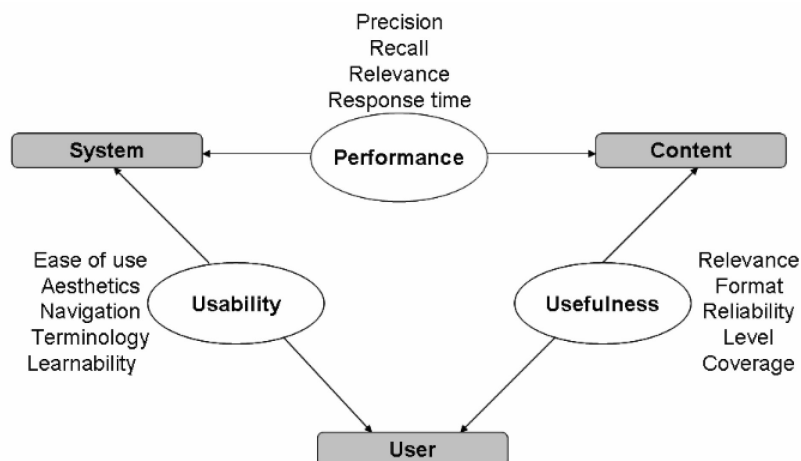 Precision
Recall
Relevance
Response time
System
Performance
Content
Ease of use
Aesthetics
Navigation
Terminology
Learnability
Usability
Usefulness
Relevance
Format
Reliability
Level
Coverage
User